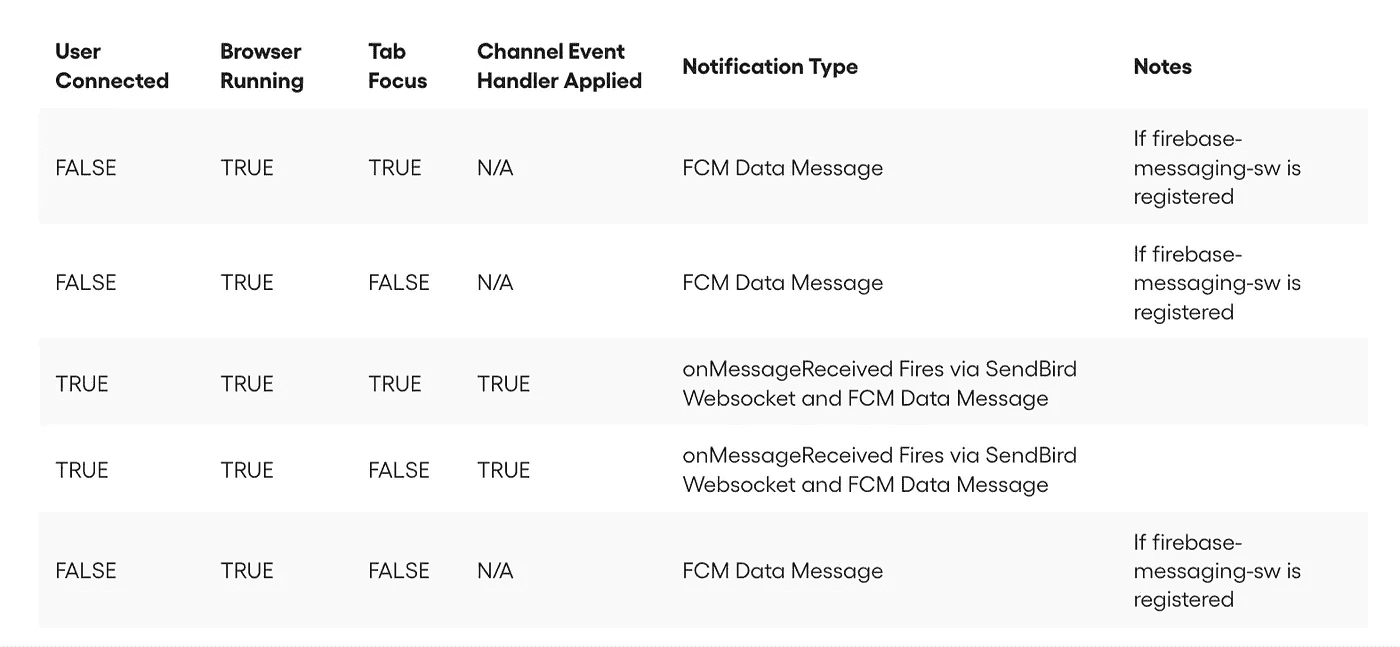 User Connected Browser Running Tab Focus Channel Event Handler Applied Notification Type Notes
FALSE TRUE TRUE N/A FCM Data Message If firebase-messaging-sw is registered
FALSE TRUE FALSE N/A FCM Data Message If firebase-messaging-sw is registered
TRUE TRUE TRUE TRUE onMessageReceived Fires via SendBird Websocket and FCM Data Message
TRUE TRUE FALSE TRUE onMessageReceived Fires via SendBird Websocket and FCM Data Message
FALSE TRUE FALSE N/A FCM Data Message If firebase-messaging-sw is registered